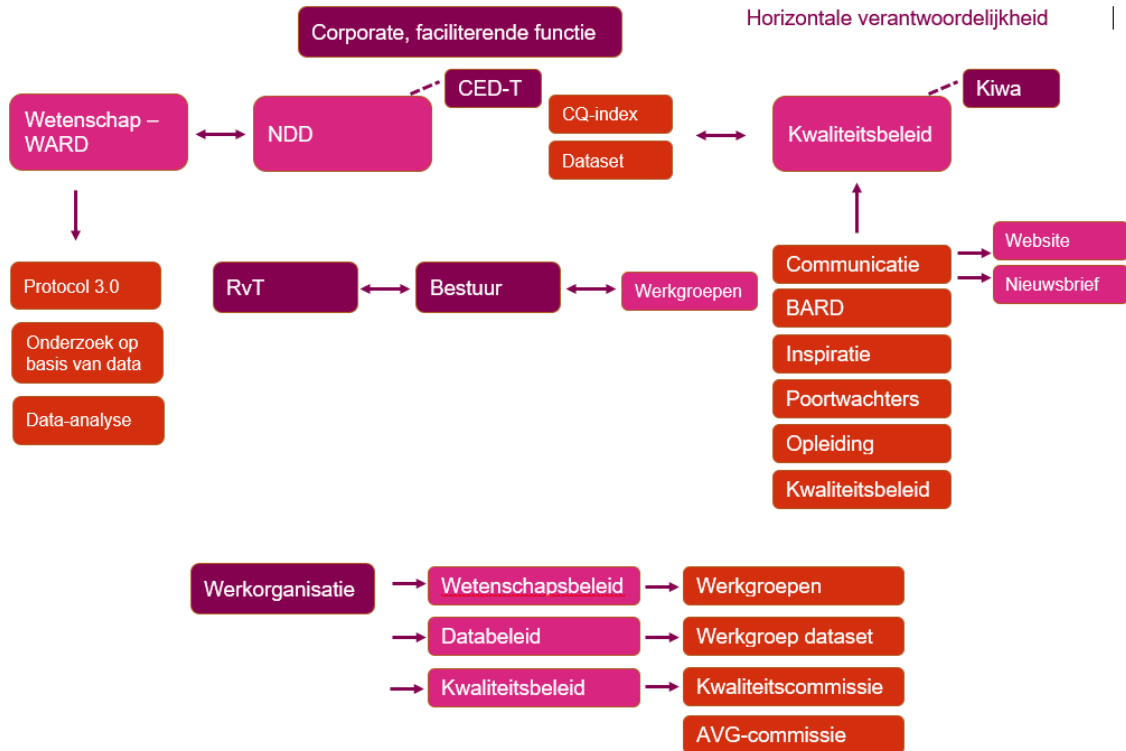 Corporate, faciliterende functie
Horizontale verantwoordelijkheid
CED-T
Kiwa
Wetenschap –
WARD
NDD
CQ-index
Dataset
Kwaliteitsbeleid
Protocol 3.0
Onderzoek op
basis van data
Data-analyse
RvT
Bestuur
Werkgroepen
Communicatie
BARD
Inspiratie
Poortwachters
Opleiding
Kwaliteitsbeleid
Website
Nieuwsbrief
Werkorganisatie
Wetenschapsbeleid
Werkgroepen
Databeleid
Werkgroep dataset
Kwaliteitsbeleid
Kwaliteitscommissie
AVG-commissie